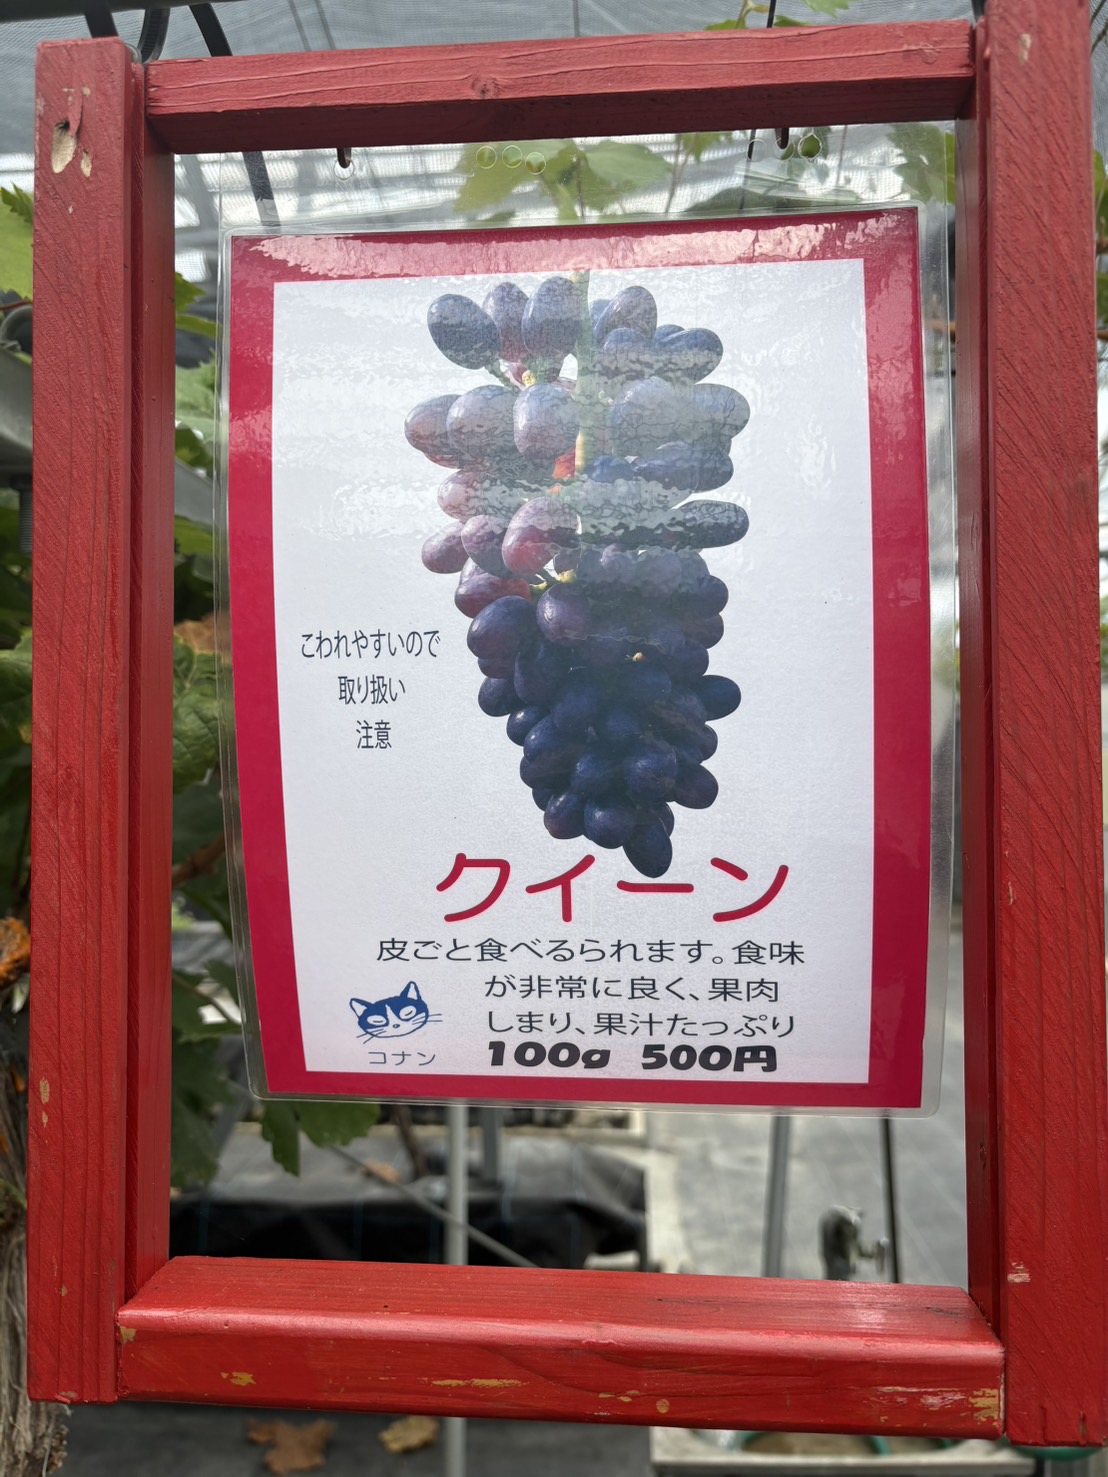 こわれやすいので
取り扱い
注意
クイーン
皮ごと食べるられます。食味
が非常に良く、果肉
しまり、果汁たっぷり
コナン
100g 500円